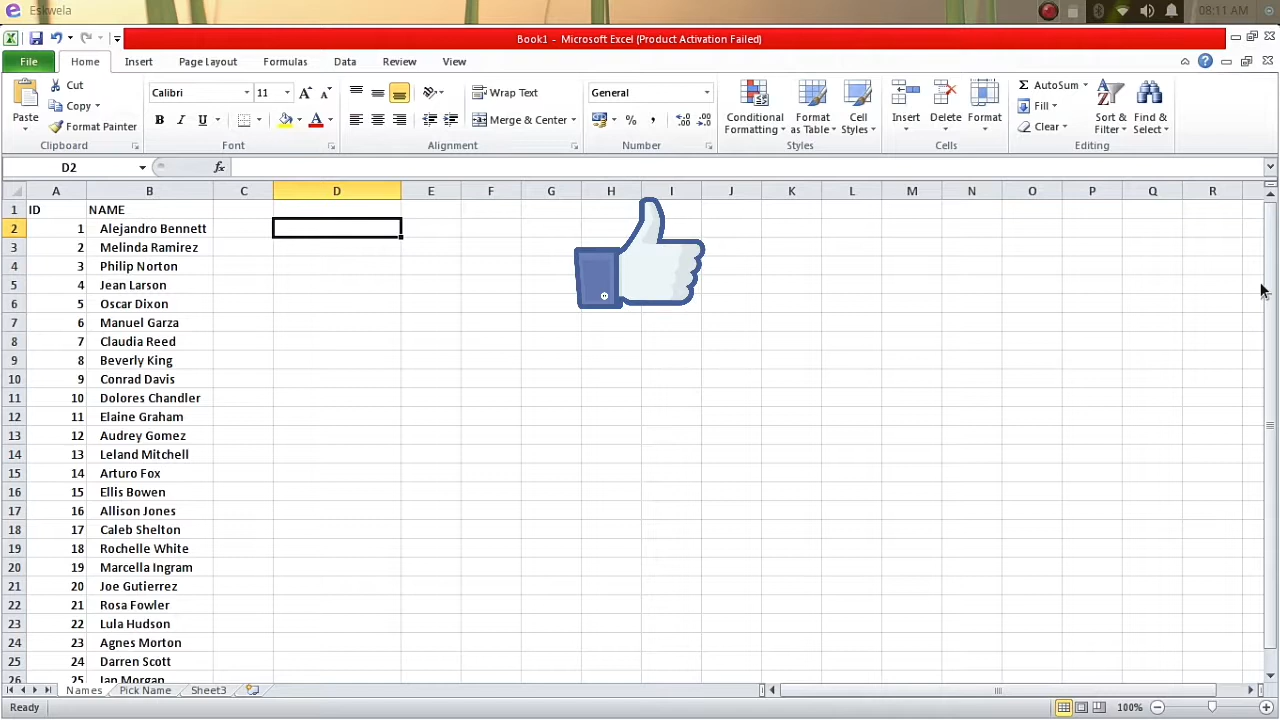 Eskwela
08:11 AM
Book1 - Microsoft Excel (Product Activation Failed)
File Home Insert Page Layout Formulas Data Review View
Paste
Cut
Copy
Format Painter
Clipboard
Calibri 11
B I U
Font
Wrap Text
Merge & Center
Alignment
General
% ,
Number
Conditional Formatting
Format as Table
Cell Styles
Styles
Insert
Delete
Format
Cells
Σ AutoSum
Fill
Clear
Sort & Filter
Find & Select
Editing
D2 fx
A B C D E F G H I J K L M N O P Q R
1 ID NAME
2 1 Alejandro Bennett
3 2 Melinda Ramirez
4 3 Philip Norton
5 4 Jean Larson
6 5 Oscar Dixon
7 6 Manuel Garza
8 7 Claudia Reed
9 8 Beverly King
10 9 Conrad Davis
11 10 Dolores Chandler
12 11 Elaine Graham
13 12 Audrey Gomez
14 13 Leland Mitchell
15 14 Arturo Fox
16 15 Ellis Bowen
17 16 Allison Jones
18 17 Caleb Shelton
19 18 Rochelle White
20 19 Marcella Ingram
21 20 Joe Gutierrez
22 21 Rosa Fowler
23 22 Lula Hudson
24 23 Agnes Morton
25 24 Darren Scott
26 25 Ian Morgan
Names Pick Name Sheet3
Ready 100%